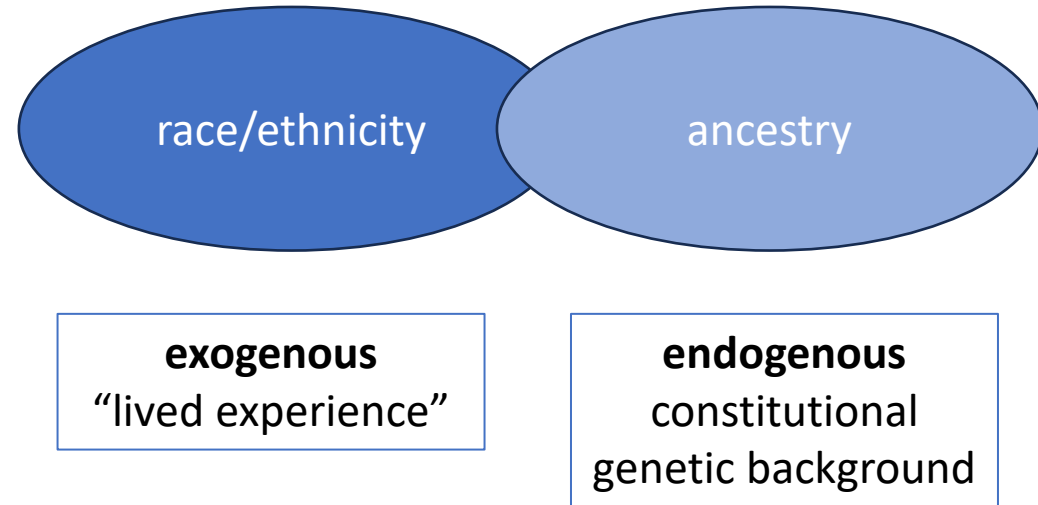 race/ethnicity
ancestry
exogenous
“lived experience”
endogenous
constitutional
genetic background